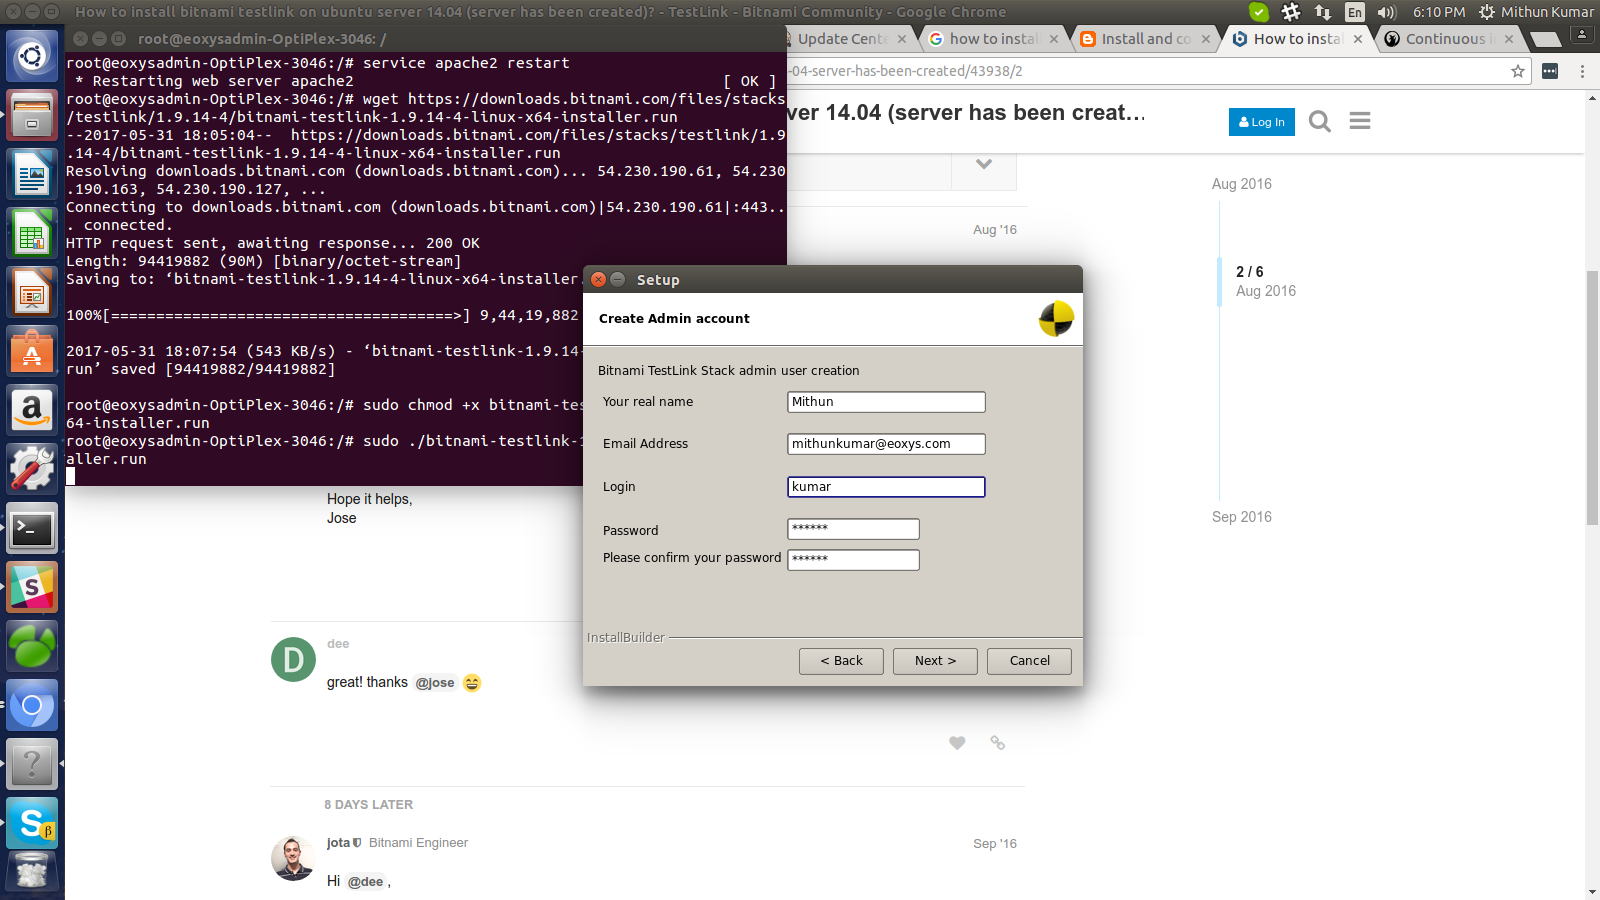 How to install bitnami testlink on ubuntu server 14.04 (server has been created)? - TestLink - Bitnami Community - Google Chrome
En
6:10 PM
Mithun Kumar
root@eoxysadmin-OptiPlex-3046: /
Update Cent
how to instal
Install and co
How to insta
Continuous i
-04-server-has-been-created/43938/2
root@eoxysadmin-OptiPlex-3046:/# service apache2 restart
* Restarting web server apache2 [ OK ]
root@eoxysadmin-OptiPlex-3046:/# wget https://downloads.bitnami.com/files/stacks
/testlink/1.9.14-4/bitnami-testlink-1.9.14-4-linux-x64-installer.run
--2017-05-31 18:05:04-- https://downloads.bitnami.com/files/stacks/testlink/1.9
.14-4/bitnami-testlink-1.9.14-4-linux-x64-installer.run
Resolving downloads.bitnami.com (downloads.bitnami.com)... 54.230.190.61, 54.230
.190.163, 54.230.190.127, ...
Connecting to downloads.bitnami.com (downloads.bitnami.com)|54.230.190.61|:443..
. connected.
HTTP request sent, awaiting response... 200 OK
Length: 94419882 (90M) [binary/octet-stream]
Saving to: ‘bitnami-testlink-1.9.14-4-linux-x64-installer.
100%[======================================>] 9,44,19,882
2017-05-31 18:07:54 (543 KB/s) - ‘bitnami-testlink-1.9.14-
run’ saved [94419882/94419882]
root@eoxysadmin-OptiPlex-3046:/# sudo chmod +x bitnami-tes
64-installer.run
root@eoxysadmin-OptiPlex-3046:/# sudo ./bitnami-testlink-1
aller.run
ver 14.04 (server has been creat...
Log In
Aug 2016
Aug '16
2 / 6
Aug 2016
Sep 2016
Setup
Create Admin account
Bitnami TestLink Stack admin user creation
Your real name
Mithun
Email Address
mithunkumar@eoxys.com
Login
kumar
Password
******
Please confirm your password
******
InstallBuilder
< Back
Next >
Cancel
Hope it helps,
Jose
D
dee
great! thanks @jose
8 DAYS LATER
jota Bitnami Engineer
Sep '16
Hi @dee ,